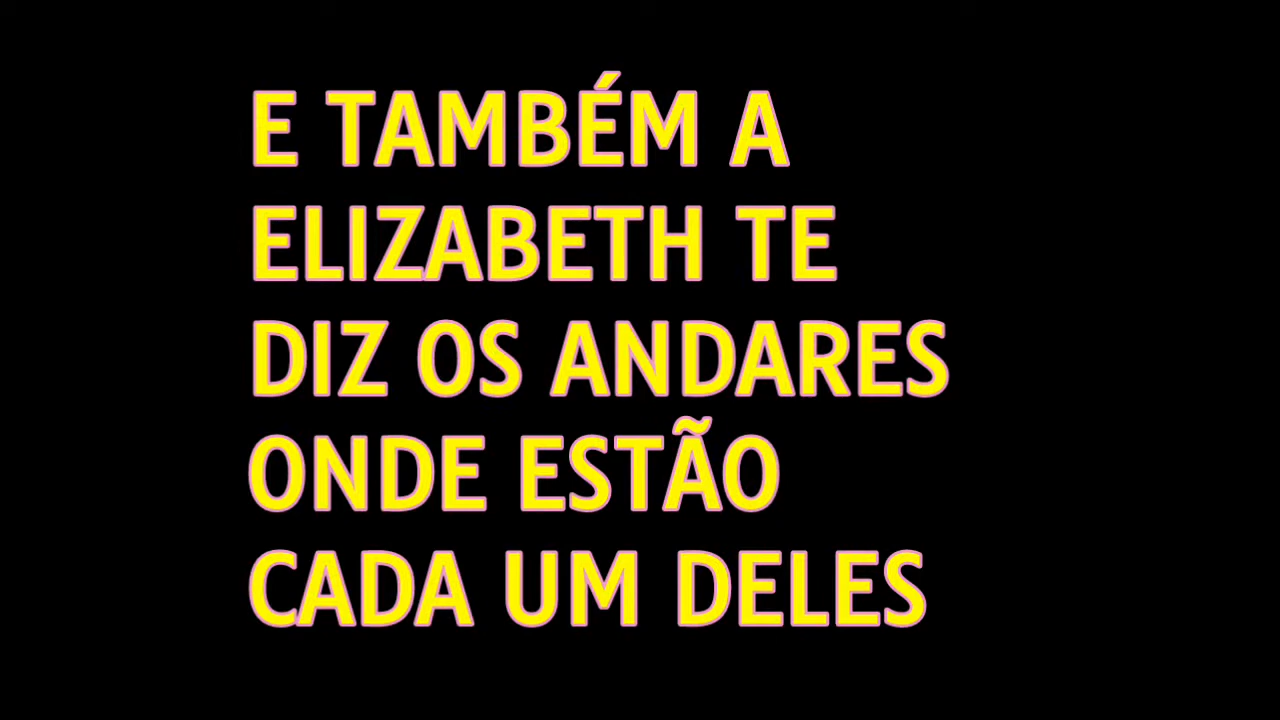 E TAMBÉM A
ELIZABETH TE
DIZ OS ANDARES
ONDE ESTÃO
CADA UM DELES